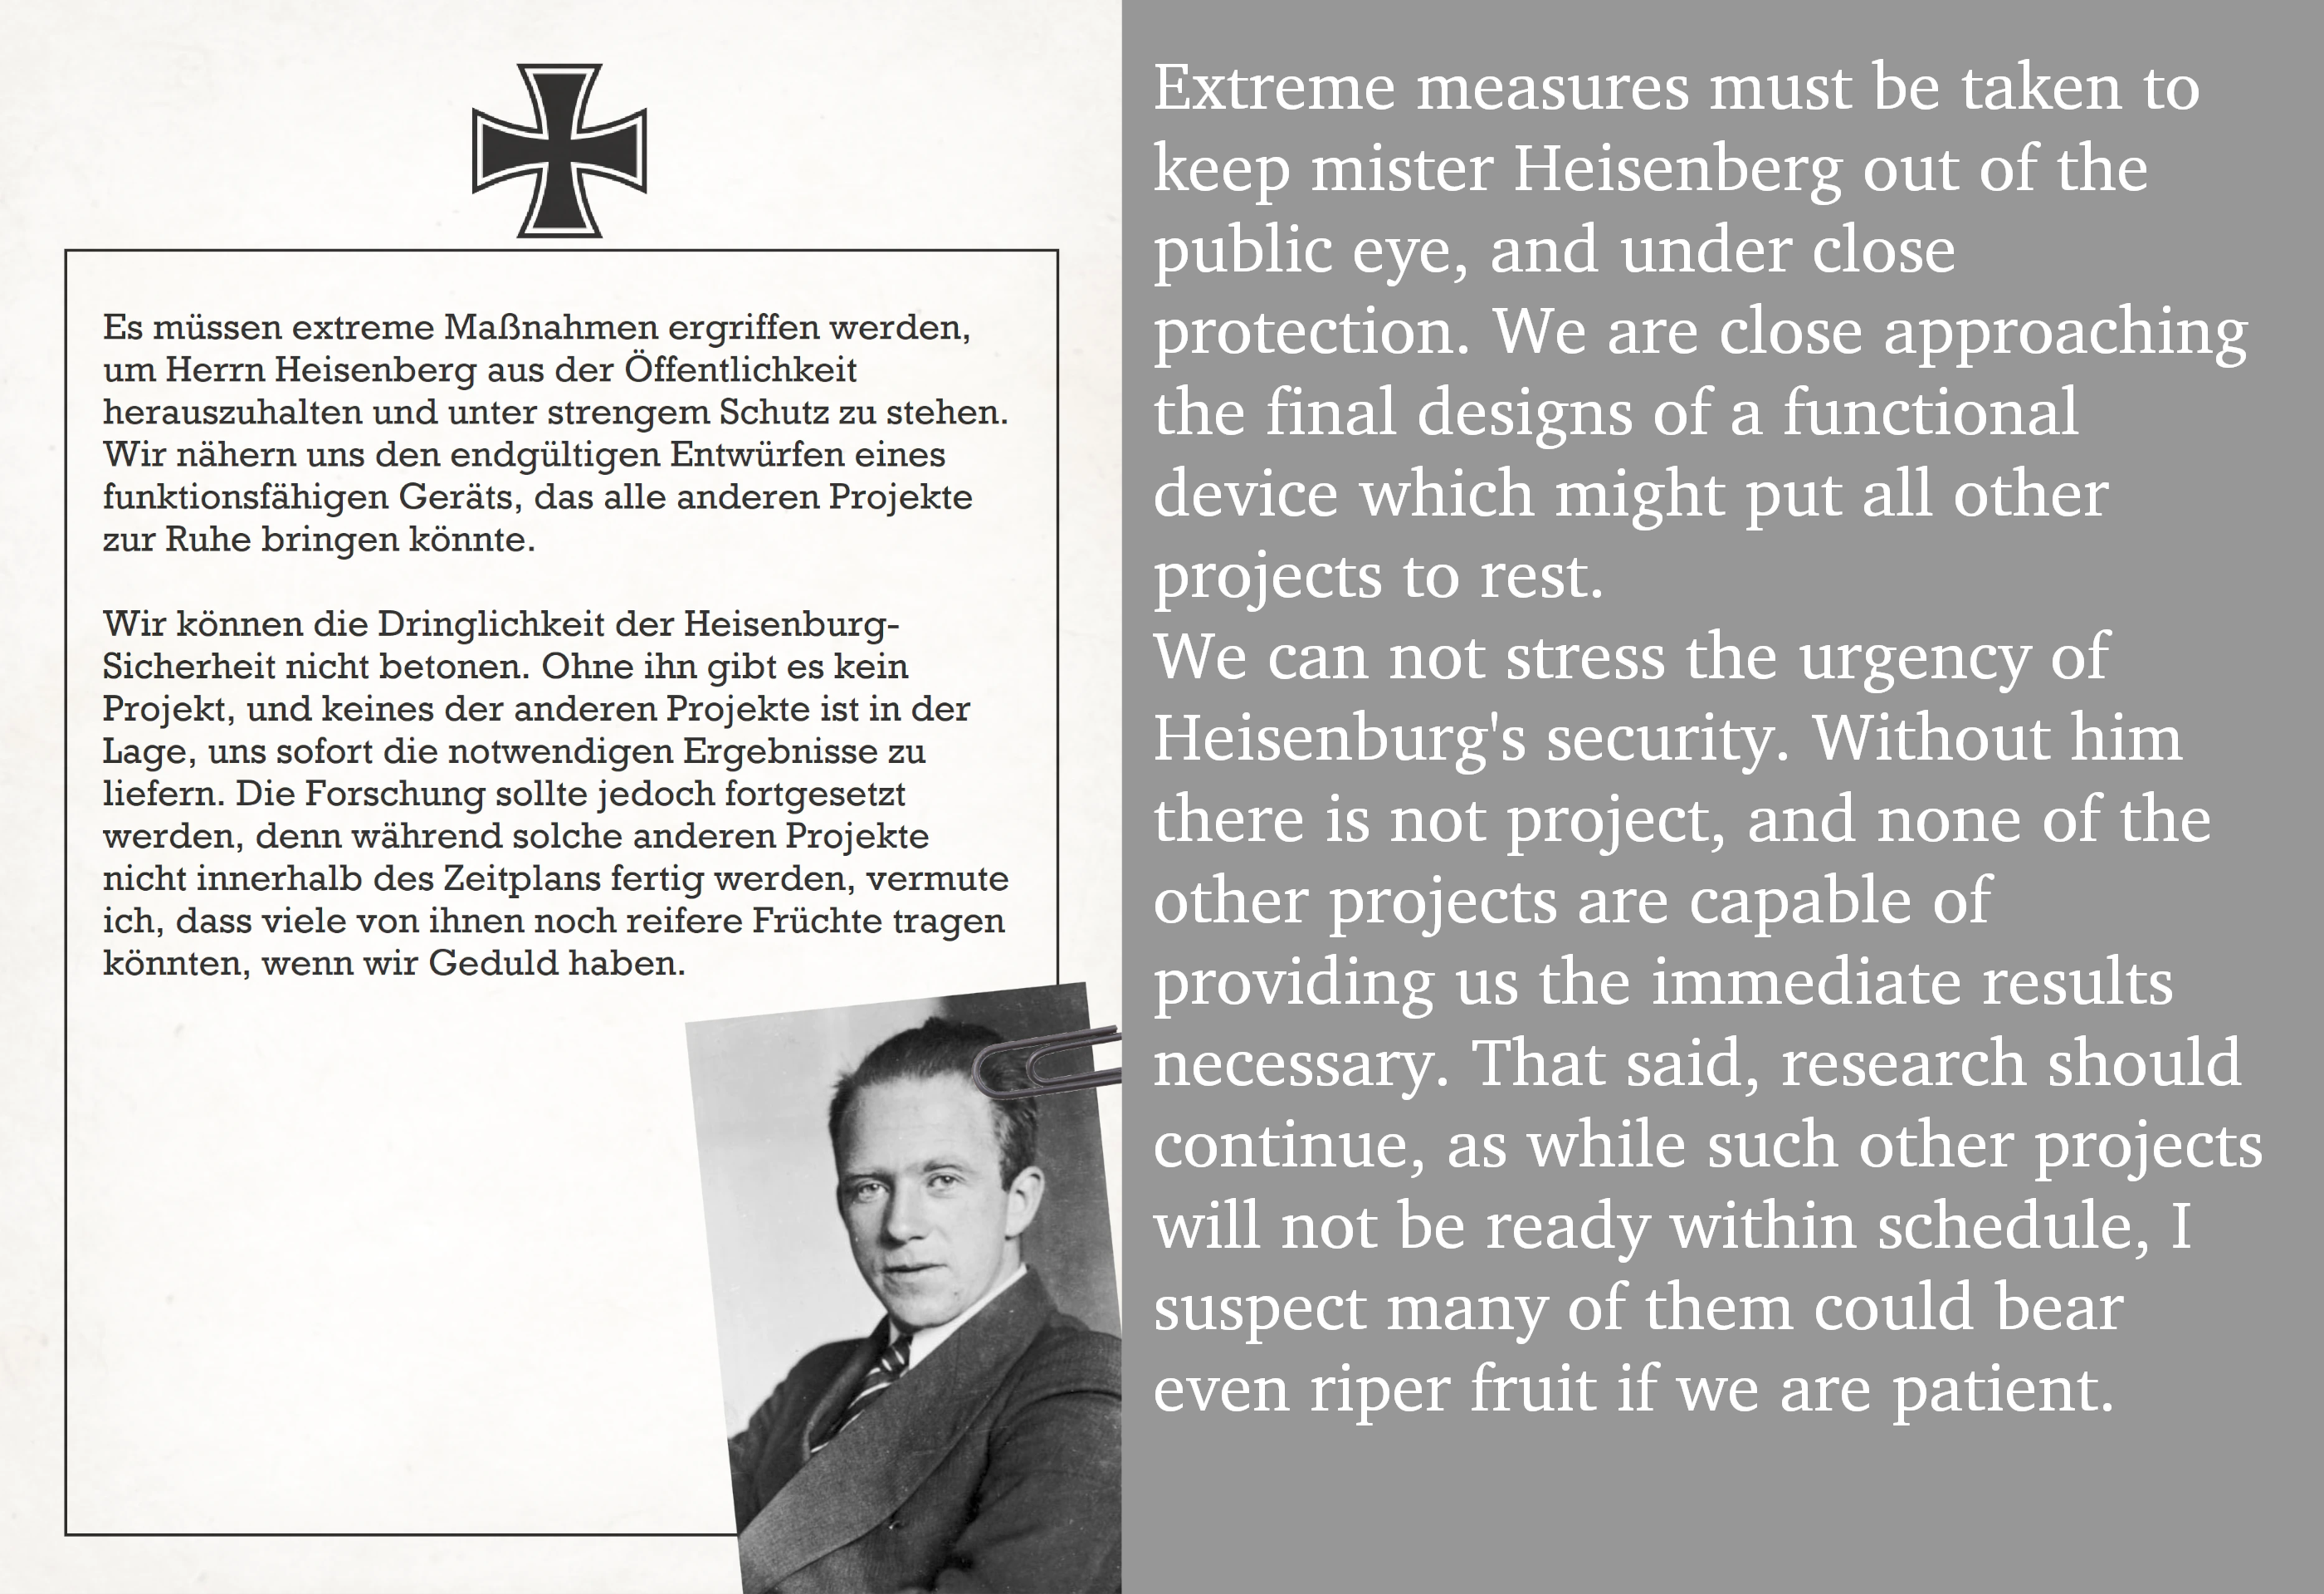 Es müssen extreme Maßnahmen ergriffen werden,
um Herrn Heisenberg aus der Öffentlichkeit
herauszuhalten und unter strengem Schutz zu stehen.
Wir nähern uns den endgültigen Entwürfen eines
funktionsfähigen Geräts, das alle anderen Projekte
zur Ruhe bringen könnte.
Wir können die Dringlichkeit der Heisenburg-
Sicherheit nicht betonen. Ohne ihn gibt es kein
Projekt, und keines der anderen Projekte ist in der
Lage, uns sofort die notwendigen Ergebnisse zu
liefern. Die Forschung sollte jedoch fortgesetzt
werden, denn während solche anderen Projekte
nicht innerhalb des Zeitplans fertig werden, vermute
ich, dass viele von ihnen noch reifere Früchte tragen
könnten, wenn wir Geduld haben.
Extreme measures must be taken to
keep mister Heisenberg out of the
public eye, and under close
protection. We are close approaching
the final designs of a functional
device which might put all other
projects to rest.
We can not stress the urgency of
Heisenburg's security. Without him
there is not project, and none of the
other projects are capable of
providing us the immediate results
necessary. That said, research should
continue, as while such other projects
will not be ready within schedule, I
suspect many of them could bear
even riper fruit if we are patient.